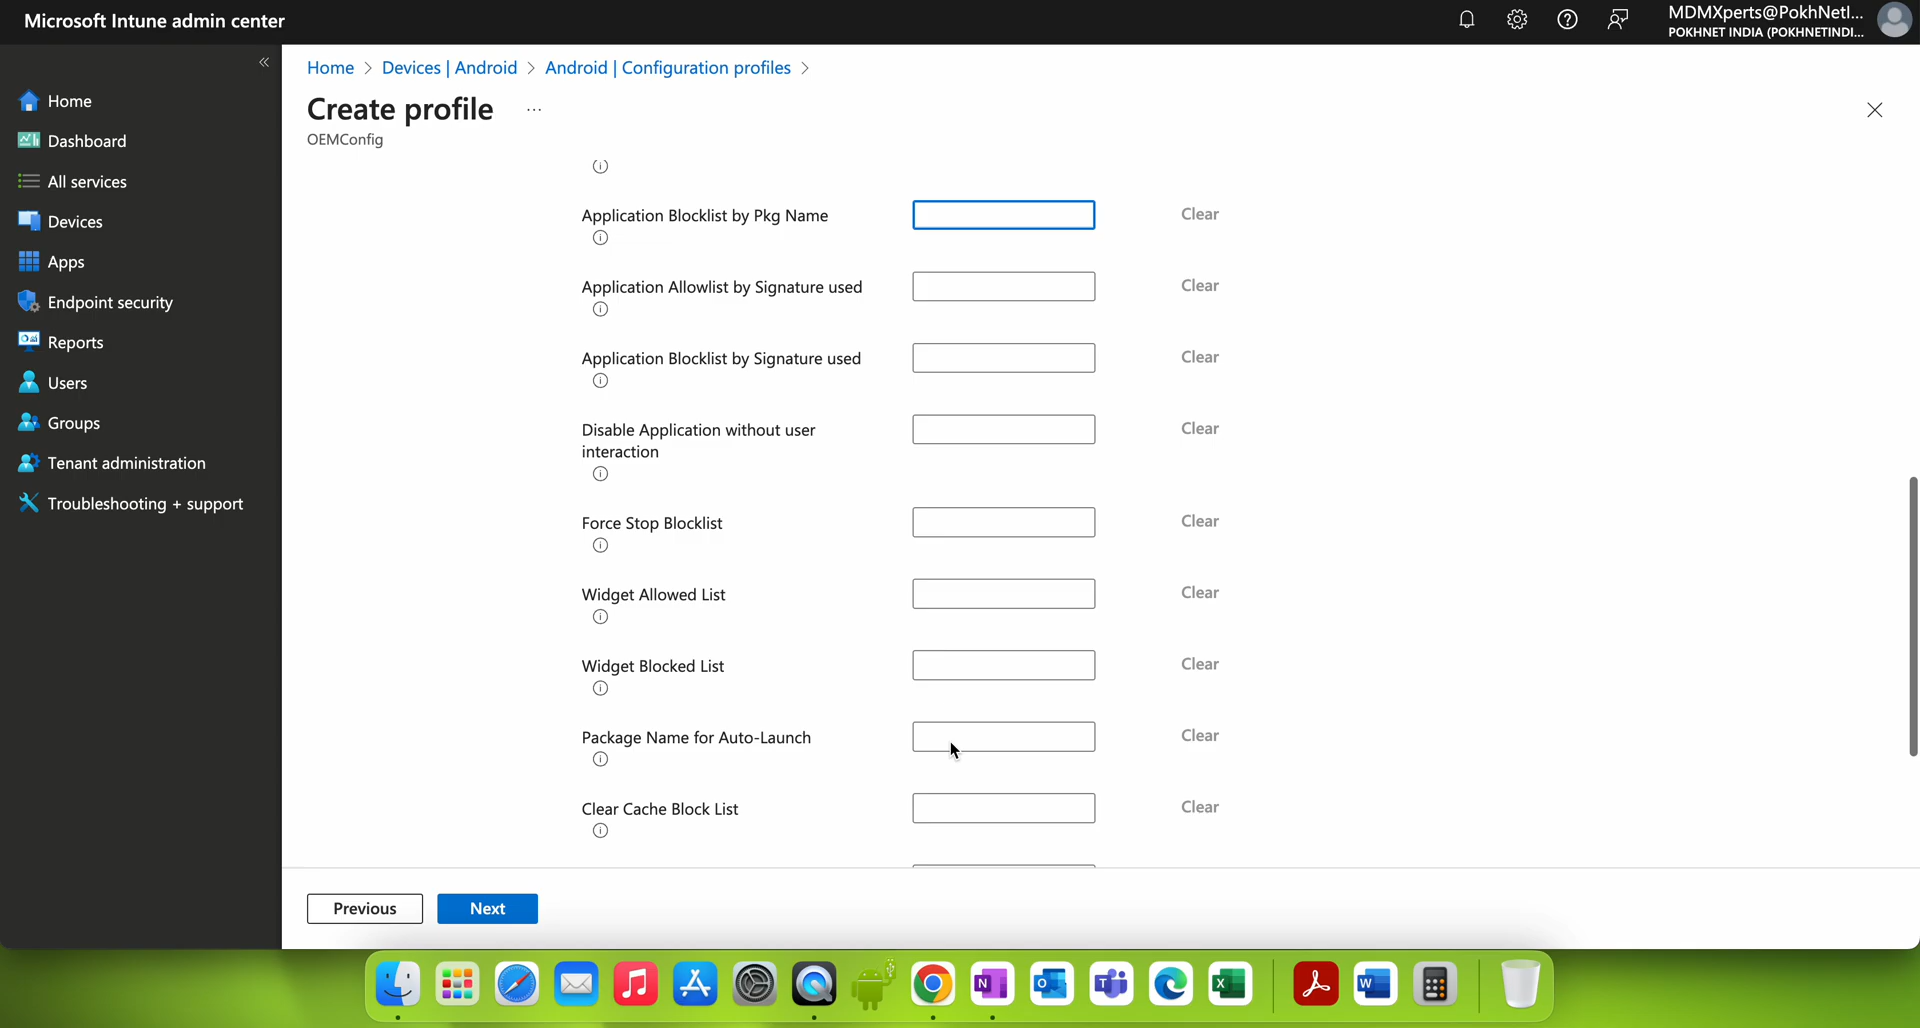 Microsoft Intune admin center
MDMXperts@PokhNetI...
POKHNET INDIA (POKHNETINDI...
«
Home
Dashboard
All services
Devices
Apps
Endpoint security
Reports
Users
Groups
Tenant administration
Troubleshooting + support
Home > Devices | Android > Android | Configuration profiles >
Create profile ...
OEMConfig
Application Blocklist by Pkg Name Clear
Application Allowlist by Signature used Clear
Application Blocklist by Signature used Clear
Disable Application without user Clear
interaction
Force Stop Blocklist Clear
Widget Allowed List Clear
Widget Blocked List Clear
Package Name for Auto-Launch Clear
Clear Cache Block List Clear
Previous Next